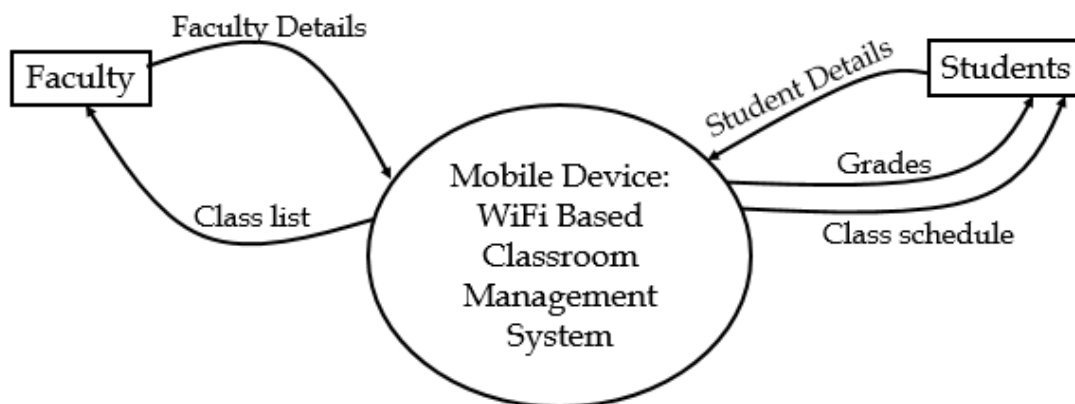 Faculty Details
Faculty
Students
Student Details
Mobile Device:
WiFi Based
Classroom
Management
System
Grades
Class list
Class schedule